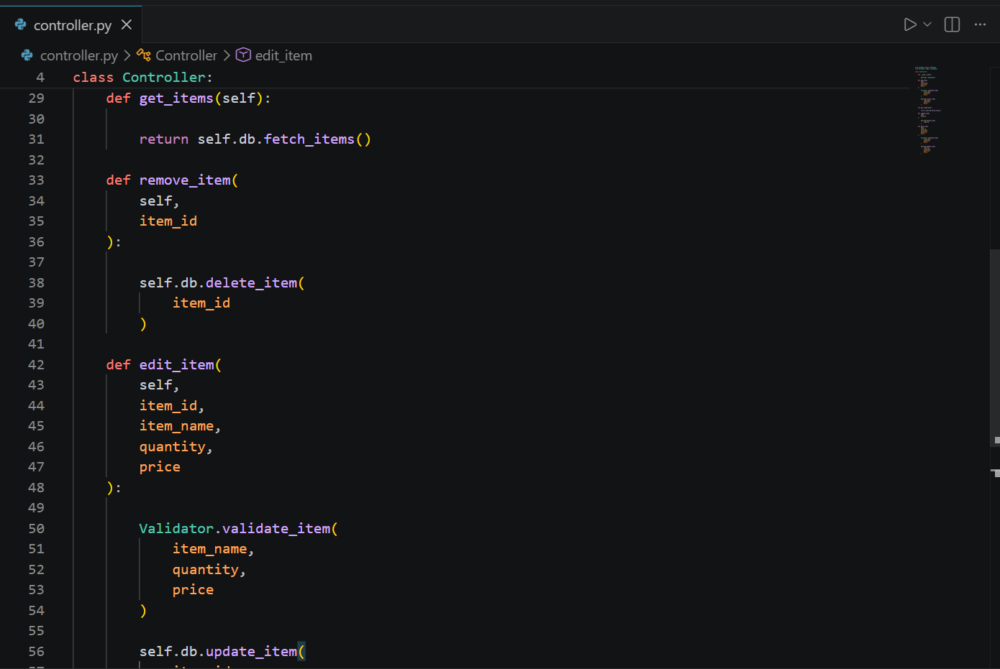 controller.py
controller.py > Controller > edit_item
4 class Controller:
29 def get_items(self):
30
31 return self.db.fetch_items()
32
33 def remove_item(
34 self,
35 item_id
36 ):
37
38 self.db.delete_item(
39 item_id
40 )
41
42 def edit_item(
43 self,
44 item_id,
45 item_name,
46 quantity,
47 price
48 ):
49
50 Validator.validate_item(
51 item_name,
52 quantity,
53 price
54 )
55
56 self.db.update_item(